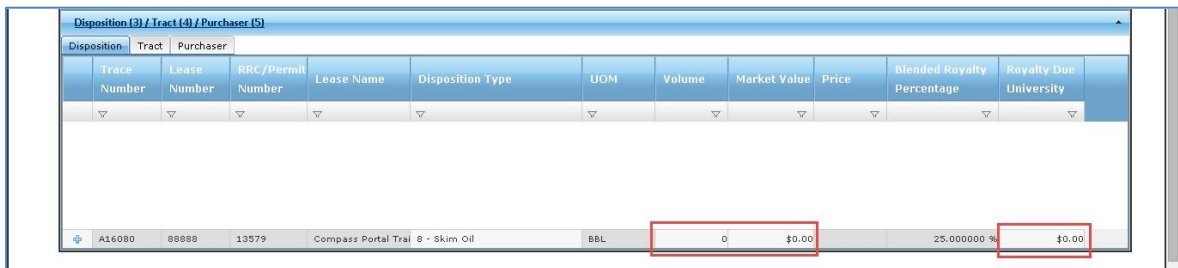 Disposition (3) / Tract (4) / Purchaser (5)
Disposition Tract Purchaser
Trace Number Lease Number RRC/Permit Number Lease Name Disposition Type UOM Volume Market Value Price Blended Royalty Percentage Royalty Due University
A16080 88888 13579 Compass Portal Trai 8 - Skim Oil BBL 0 $0.00 25.000000 % $0.00